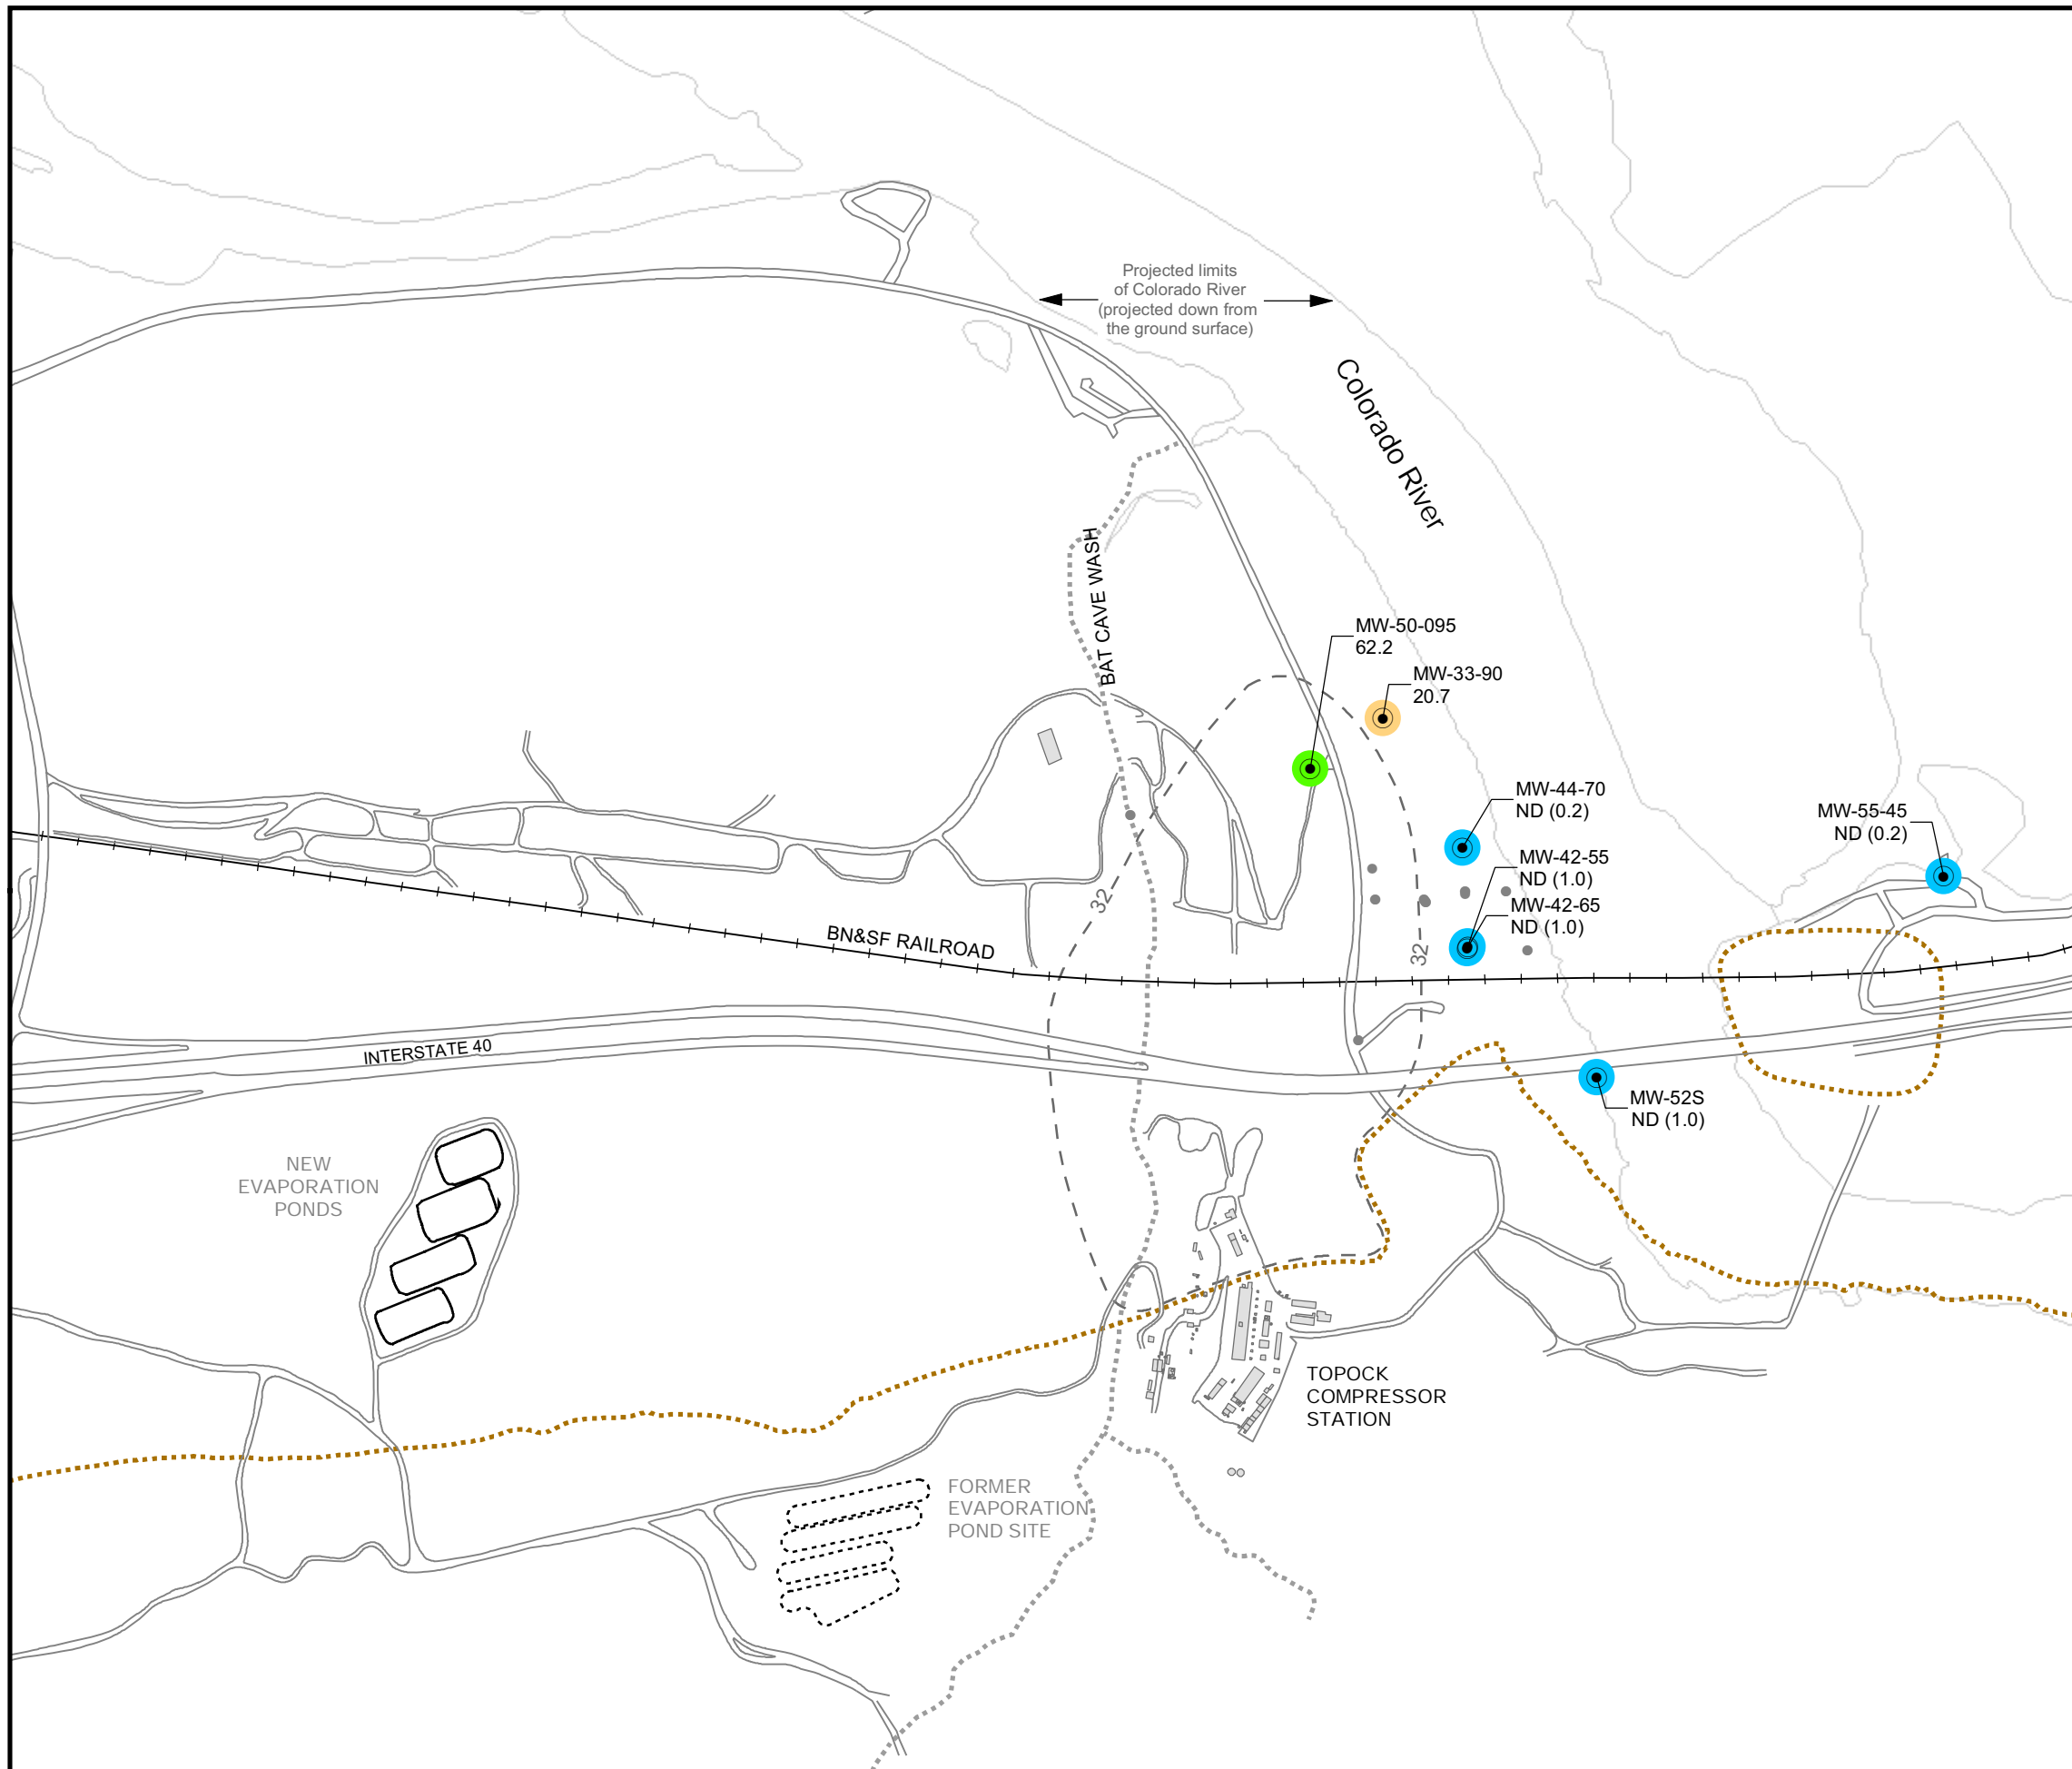 Projected limits
of Colorado River
(projected down from
the ground surface)
Colorado River
BAT CAVE WASH
MW-50-095
62.2
MW-33-90
20.7
MW-44-70
ND (0.2)
MW-55-45
ND (0.2)
MW-42-55
ND (1.0)
MW-42-65
ND (1.0)
32
32
BN&SF RAILROAD
INTERSTATE 40
MW-52S
ND (1.0)
NEW
EVAPORATION
PONDS
TOPOCK
COMPRESSOR
STATION
FORMER
EVAPORATION
POND SITE